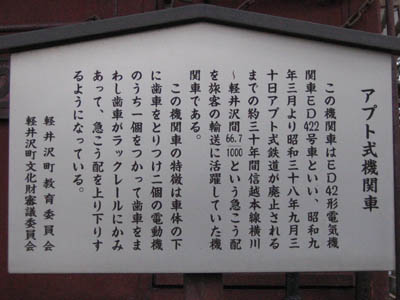 アプト式機関車
この機関車はED42形電気機
関車ED422号車といい、昭和九
年三月より昭和三十八年九月三
十日アプト式鉄道が廃止される
までの約三十年間信越本線横川
～軽井沢間66.7/1000という急こう配
を旅客の輸送に活躍していた機
関車である。
この機関車の特徴は車体の下
に歯車をとりつけ二個の電動機
のうち一個をつかって歯車をま
わし歯車がラックレールにかみ
あって、急こう配を上り下りす
るようになっている。
軽井沢町教育委員会
軽井沢町文化財審議委員会